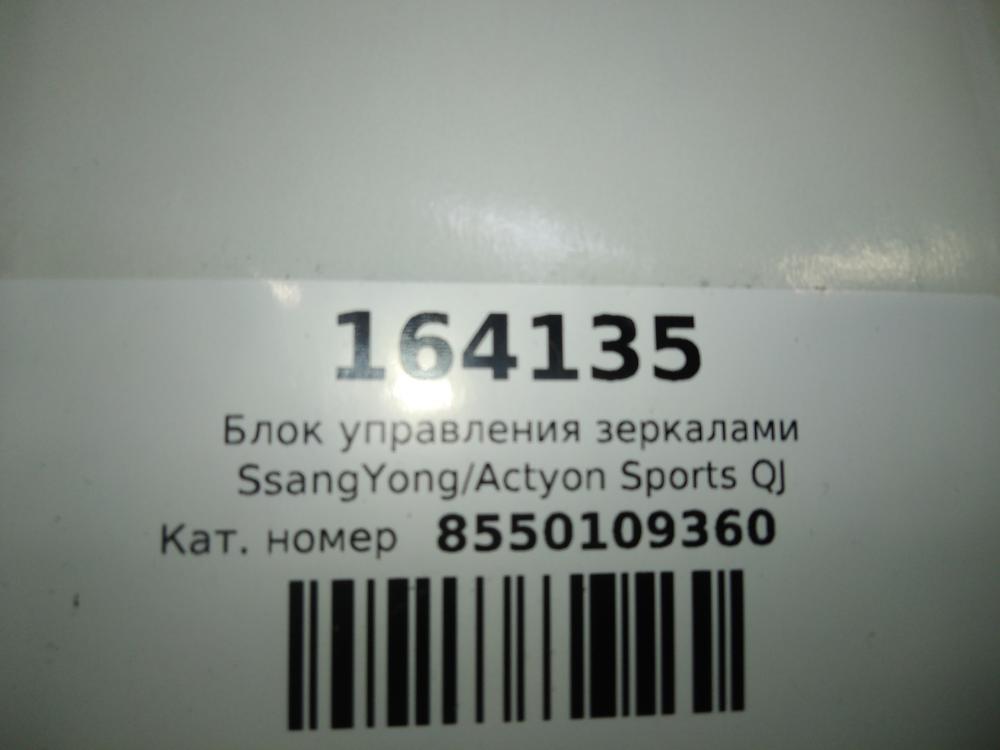 164135
Блок управления зеркалами
SsangYong/Actyon Sports QJ
Кат. номер 8550109360